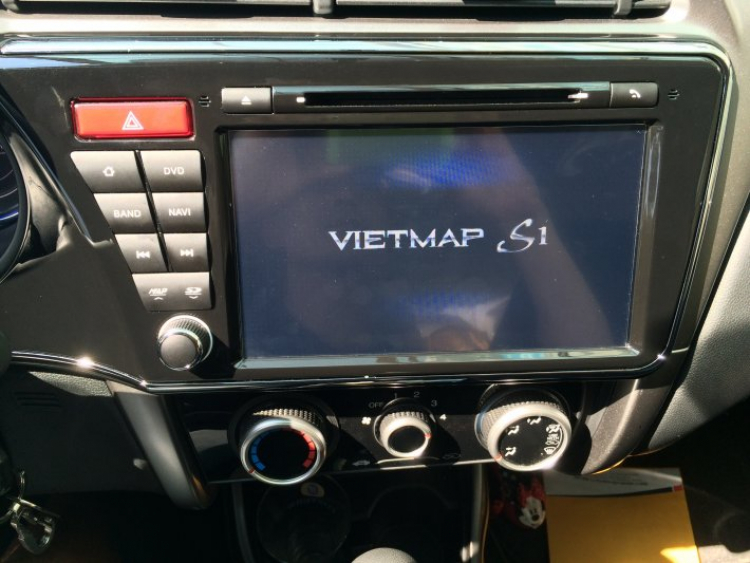 DVD
BAND NAVI
VIETMAP S1
OFF 2 3 4